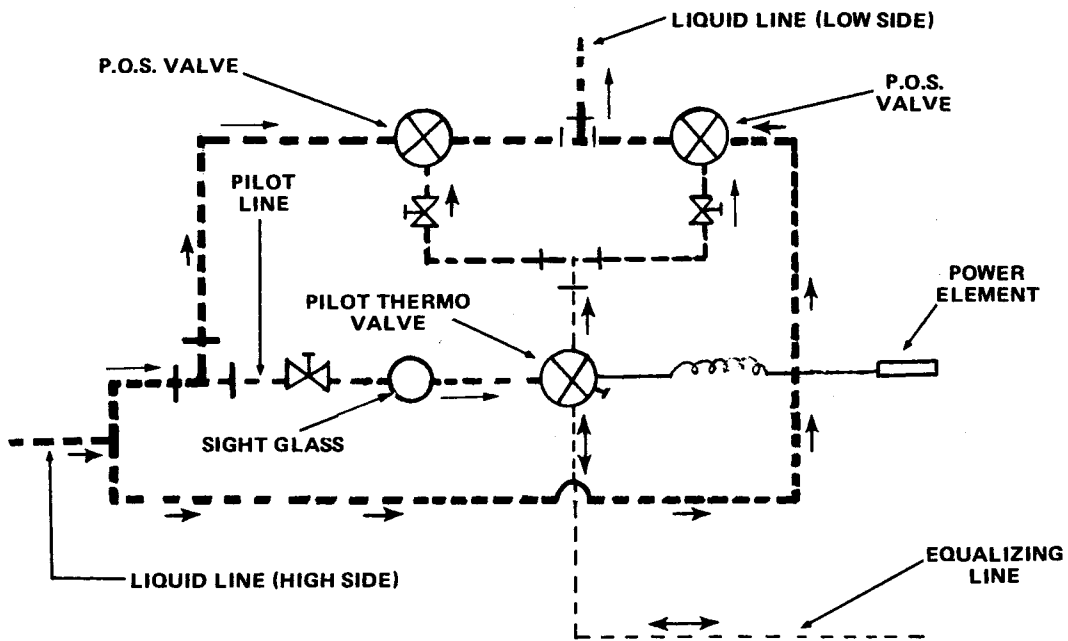 LIQUID LINE (LOW SIDE)
P.O.S. VALVE
P.O.S.
VALVE
PILOT
LINE
PILOT THERMO
VALVE
POWER
ELEMENT
SIGHT GLASS
LIQUID LINE (HIGH SIDE)
EQUALIZING
LINE